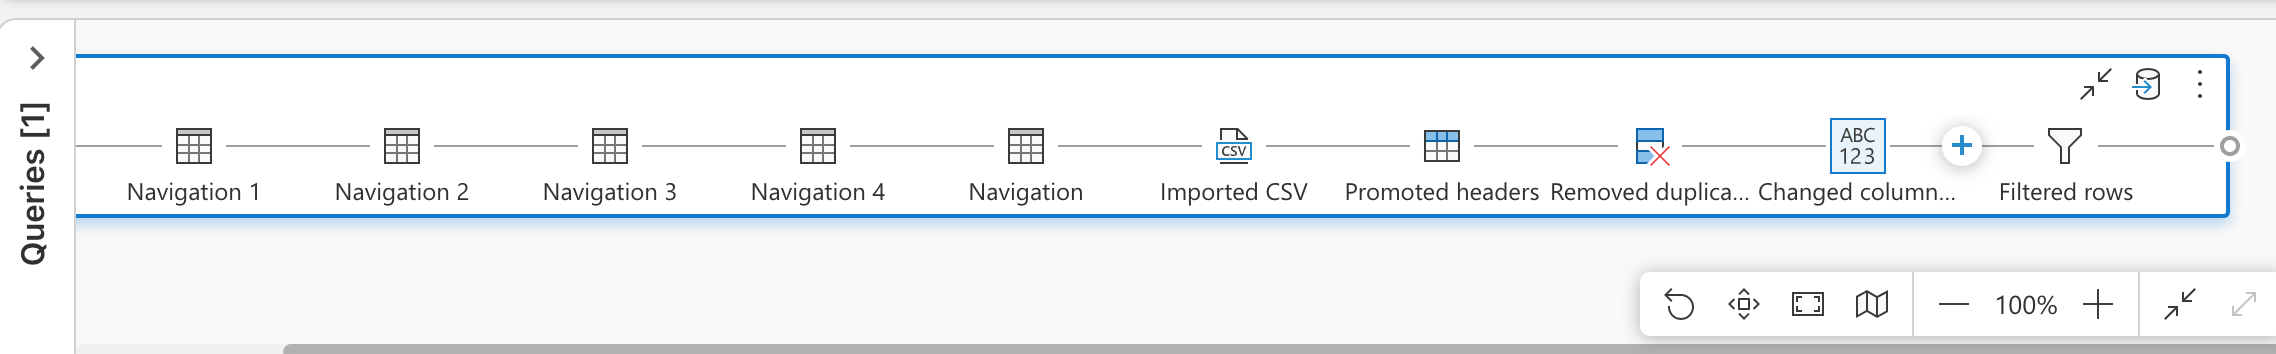 Queries [1]
Navigation 1
Navigation 2
Navigation 3
Navigation 4
Navigation
CSV
Imported CSV
Promoted headers
Removed duplica...
ABC
123
Changed column...
Filtered rows
100%